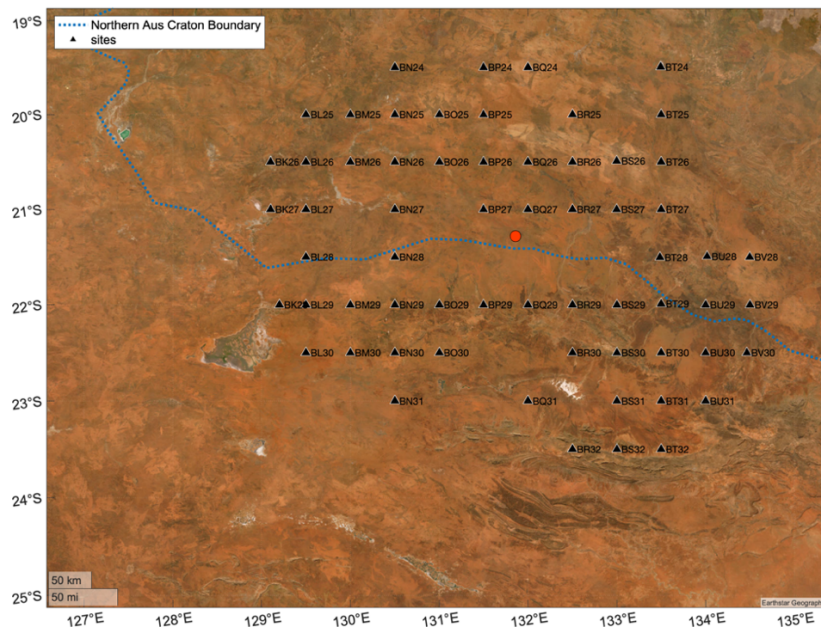 Northern Aus Craton Boundary
sites
19°S
20°S
21°S
22°S
23°S
24°S
25°S
BN24 BP24 BQ24 BT24
BL25 BM25 BN25 BO25 BP25 BR25 BT25
BK26 BL26 BM26 BN26 BO26 BP26 BQ26 BR26 BS26 BT26
BK27 BL27 BN27 BP27 BQ27 BR27 BS27 BT27
BL28 BN28 BT28 BU28 BV28
BL29 BM29 BN29 BO29 BP29 BQ29 BR29 BS29 BT29 BU29 BV29
BL30 BM30 BN30 BO30 BR30 BS30 BT30 BU30 BV30
BN31 BQ31 BS31 BT31 BU31
BR32 BS32 BT32
50 km
50 mi
Earthstar Geograph
127°E 128°E 129°E 130°E 131°E 132°E 133°E 134°E 135°E